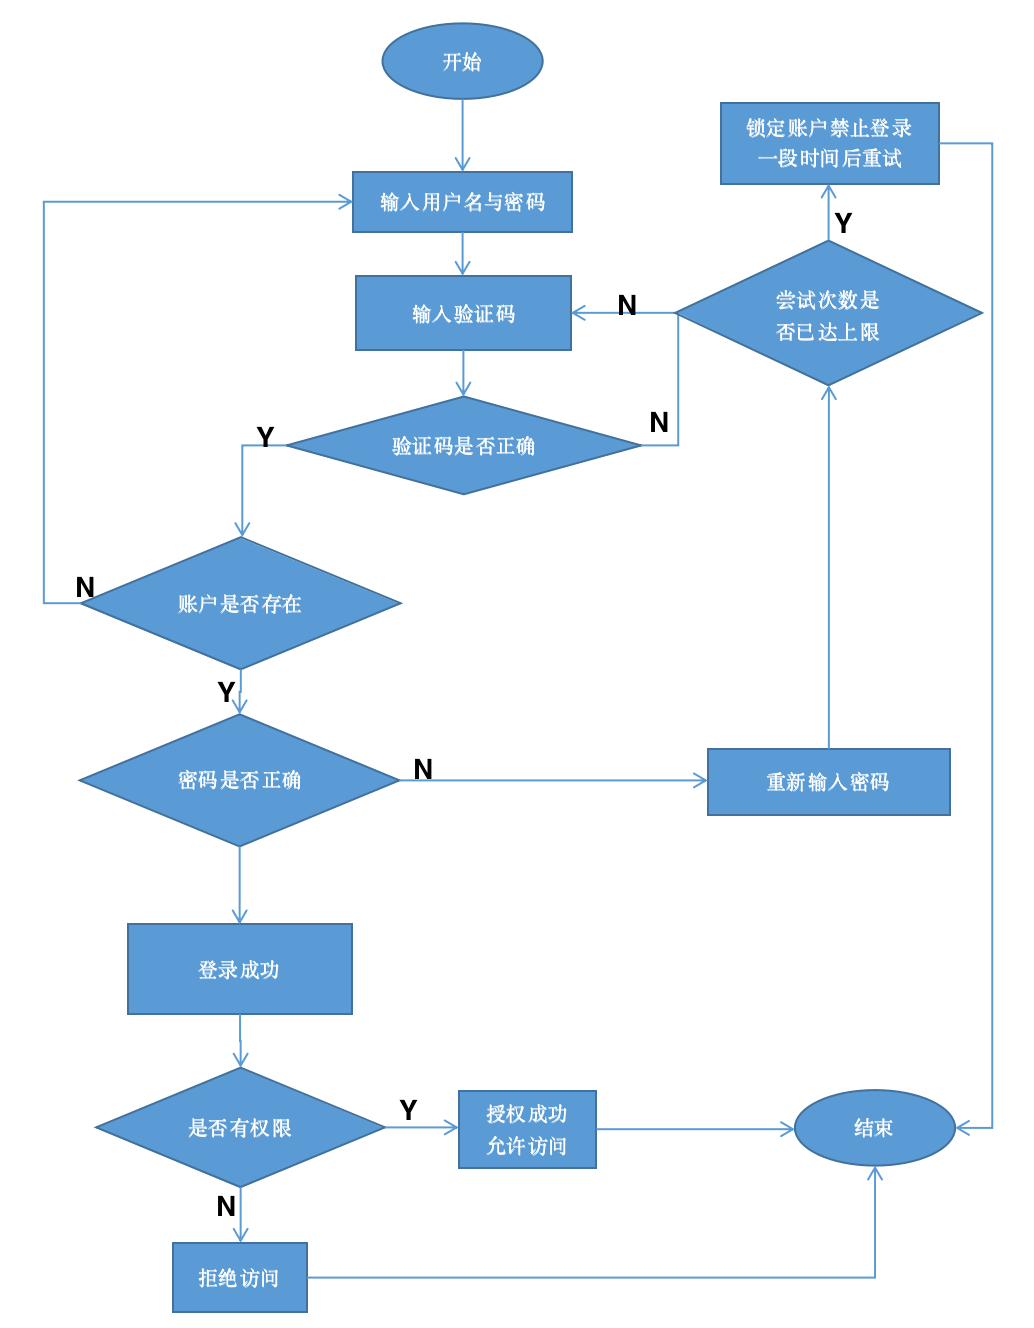 开始
锁定账户禁止登录
一段时间后重试
输入用户名与密码
Y
尝试次数是
否已达上限
N
输入验证码
N
Y
验证码是否正确
N
账户是否存在
Y
N
密码是否正确
重新输入密码
登录成功
Y
授权成功
允许访问
是否有权限
结束
N
拒绝访问